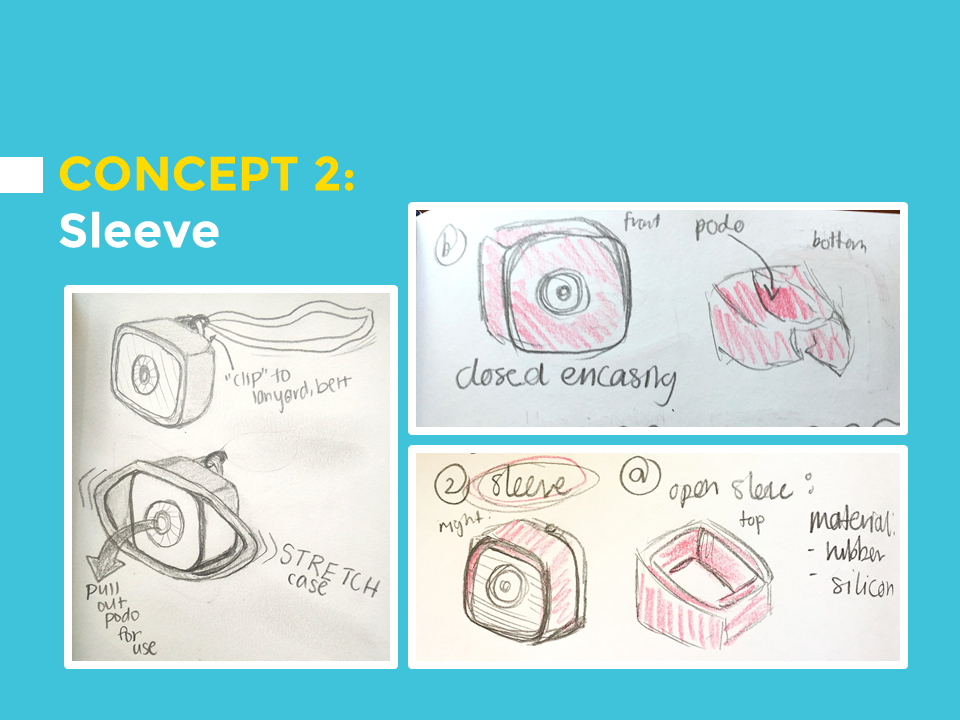 CONCEPT 2:
Sleeve
"clip" to
lanyard, belt
STRETCH
case
pull
out
podo
for
use
b
front
podo
bottom
closed encasing
2
sleeve
a
open sleeve:
top
material:
- rubber
- silicon